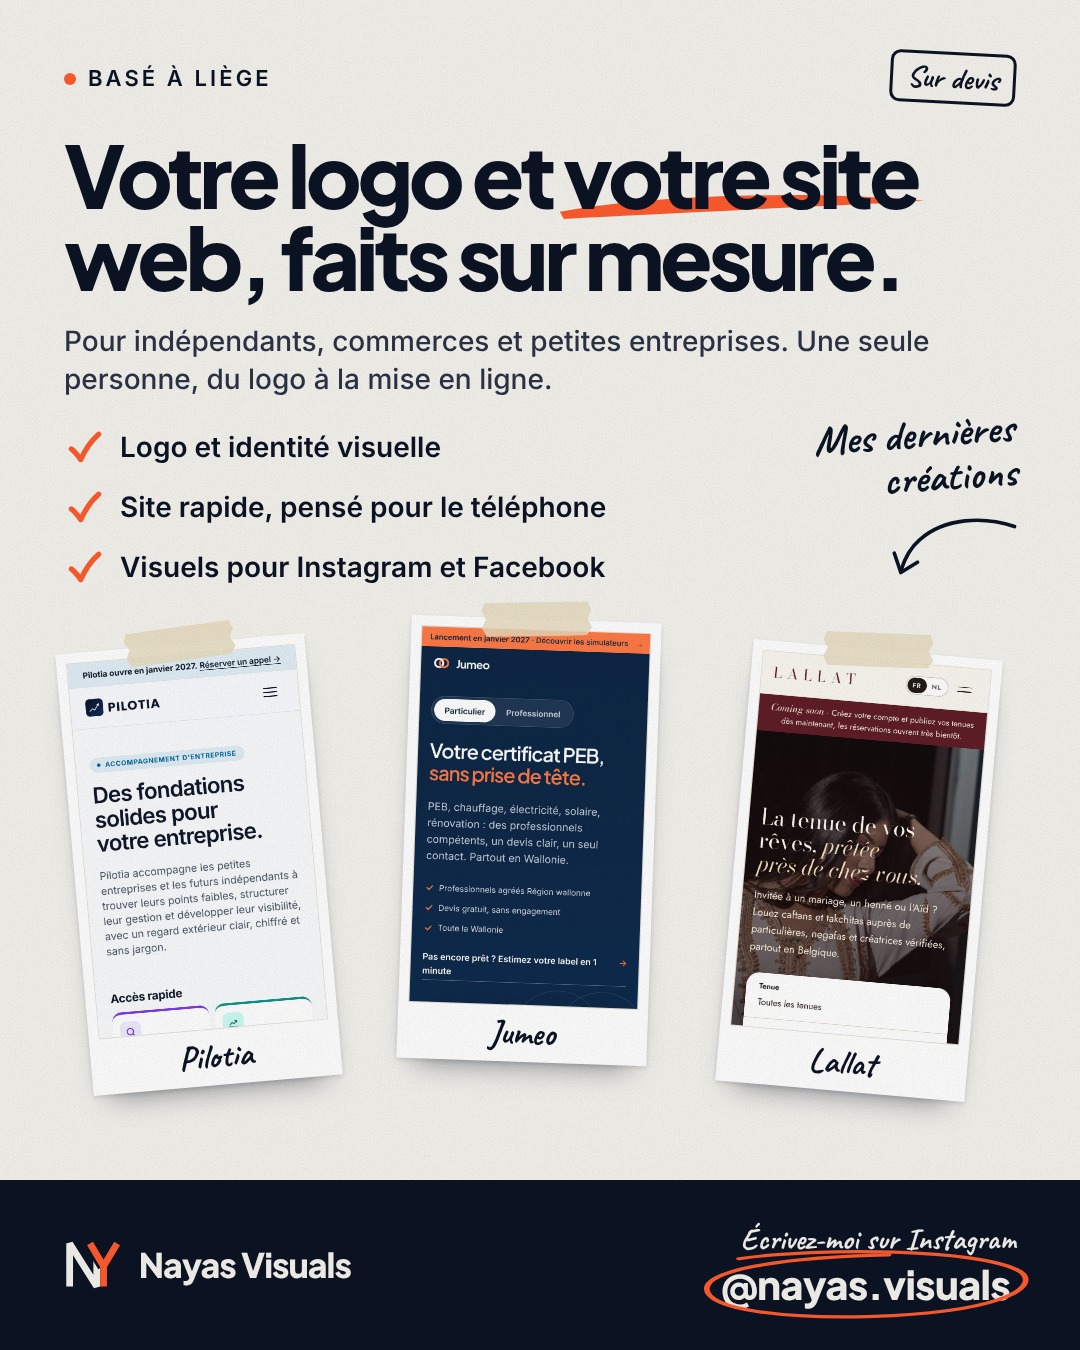 BASÉ À LIÈGE
Sur devis
Votre logo et votre site
web, faits sur mesure.
Pour indépendants, commerces et petites entreprises. Une seule
personne, du logo à la mise en ligne.
Logo et identité visuelle
Site rapide, pensé pour le téléphone
Visuels pour Instagram et Facebook
Mes dernières
créations
Pilotia ouvre en janvier 2027. Réserver un appel →
PILOTIA
ACCOMPAGNEMENT D'ENTREPRISE
Des fondations
solides pour
votre entreprise.
Pilotia accompagne les petites
entreprises et les futurs indépendants à
trouver leurs points faibles, structurer
leur gestion et développer leur visibilité,
avec un regard extérieur clair, chiffré et
sans jargon.
Accès rapide
Pilotia
Lancement en janvier 2027 · Découvrir les simulateurs →
Jumeo
Particulier Professionnel
Votre certificat PEB,
sans prise de tête.
PEB, chauffage, électricité, solaire,
rénovation : des professionnels
compétents, un devis clair, un seul
contact. Partout en Wallonie.
Professionnels agréés Région wallonne
Devis gratuit, sans engagement
Toute la Wallonie
Pas encore prêt ? Estimez votre label en 1 →
minute
Jumeo
LALLAT
FR NL
Coming soon · Créez votre compte et publiez vos tenues
dès maintenant, les réservations ouvrent très bientôt.
La tenue de vos
rêves, prêtée
près de chez vous.
Invitée à un mariage, un henné ou l'Aïd ?
Louez caftans et takchitas auprès de
particulières, negafas et créatrices vérifiées,
partout en Belgique.
Tenue
Toutes les tenues
Lallat
NY Nayas Visuals
Écrivez-moi sur Instagram
@nayas.visuals